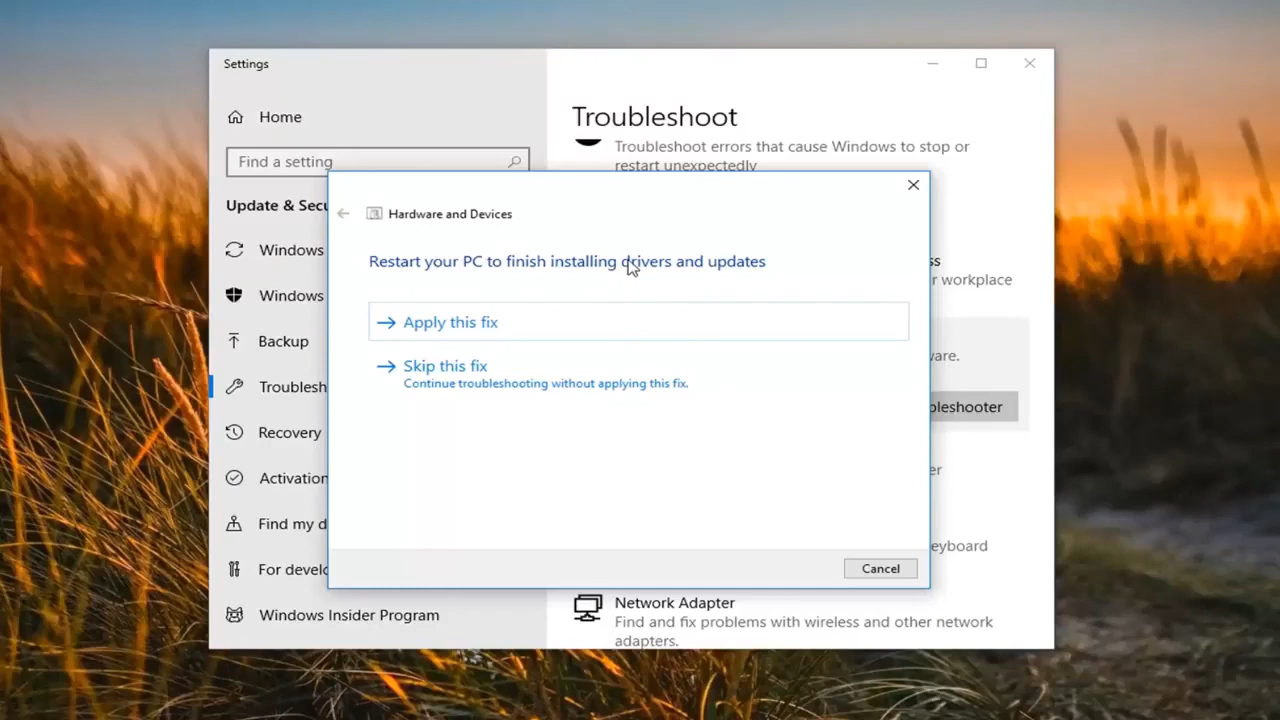 Settings
Home
Find a setting
Update & Secu
Windows
Windows
Backup
Troublesh
Recovery
Activation
Find my d
For develo
Windows Insider Program
Troubleshoot
Troubleshoot errors that cause Windows to stop or
restart unexpectedly
ss
r workplace
ware.
bleshooter
er
eyboard
Network Adapter
Find and fix problems with wireless and other network
adapters.
Hardware and Devices
Restart your PC to finish installing drivers and updates
Apply this fix
Skip this fix
Continue troubleshooting without applying this fix.
Cancel